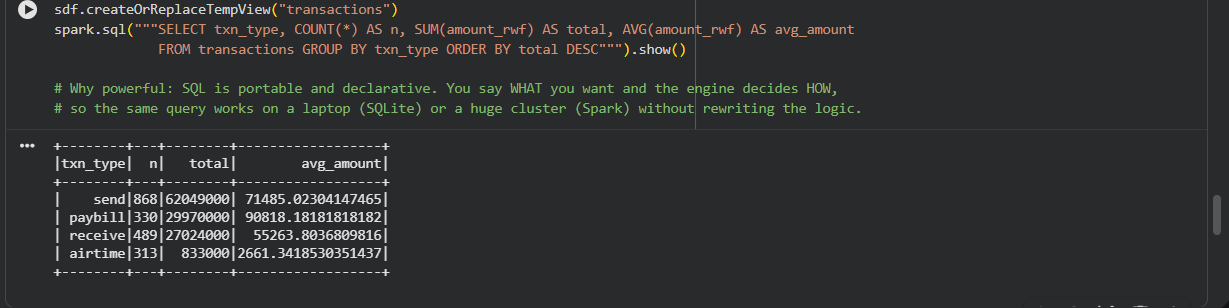 sdf.createOrReplaceTempView("transactions")
spark.sql("""SELECT txn_type, COUNT(*) AS n, SUM(amount_rwf) AS total, AVG(amount_rwf) AS avg_amount
             FROM transactions GROUP BY txn_type ORDER BY total DESC""").show()

# Why powerful: SQL is portable and declarative. You say WHAT you want and the engine decides HOW,
# so the same query works on a laptop (SQLite) or a huge cluster (Spark) without rewriting the logic.

+--------+---+--------+------------------+
|txn_type|  n|   total|        avg_amount|
+--------+---+--------+------------------+
|    send|868|62049000| 71485.02304147465|
| paybill|330|29970000| 90818.18181818182|
| receive|489|27024000|  55263.8036809816|
| airtime|313|  833000|2661.3418530351437|
+--------+---+--------+------------------+